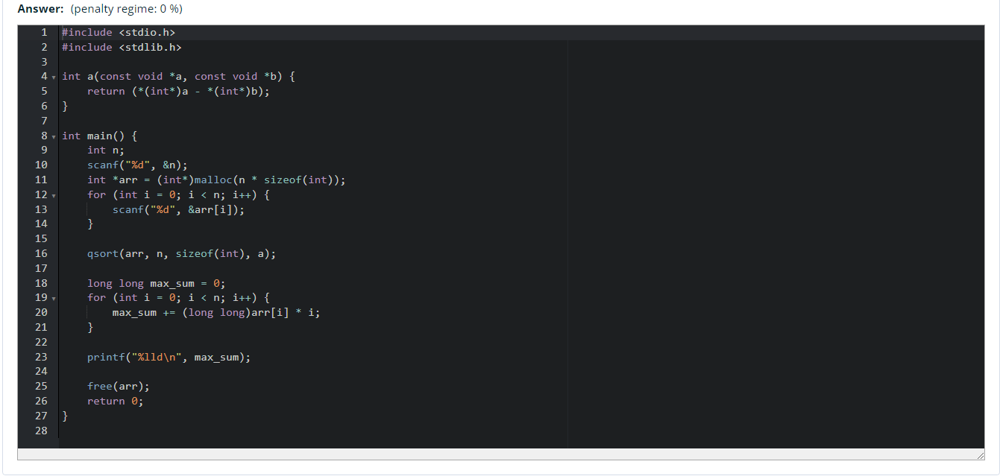 Answer: (penalty regime: 0 %)
1 #include <stdio.h>
2 #include <stdlib.h>
3
4 int a(const void *a, const void *b) {
5     return (*(int*)a - *(int*)b);
6 }
7
8 int main() {
9     int n;
10     scanf("%d", &n);
11     int *arr = (int*)malloc(n * sizeof(int));
12     for (int i = 0; i < n; i++) {
13         scanf("%d", &arr[i]);
14     }
15
16     qsort(arr, n, sizeof(int), a);
17
18     long long max_sum = 0;
19     for (int i = 0; i < n; i++) {
20         max_sum += (long long)arr[i] * i;
21     }
22
23     printf("%lld\n", max_sum);
24
25     free(arr);
26     return 0;
27 }
28